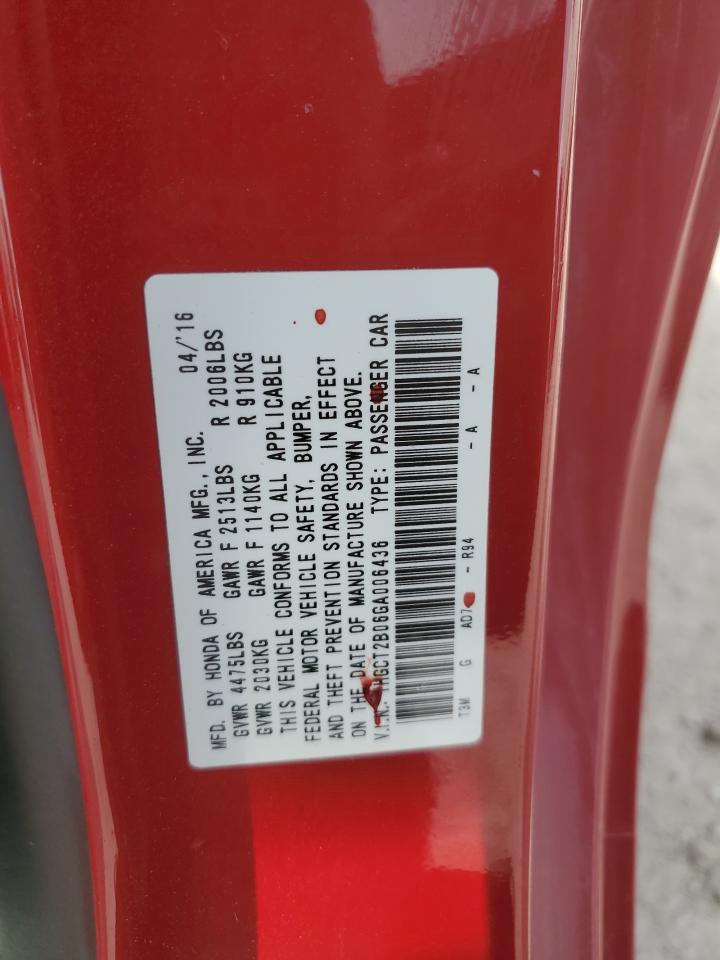 MFD. BY HONDA OF AMERICA MFG., INC. 04/'16
GVWR 4475LBS GAWR F 2513LBS R 2006LBS
GVWR 2030KG GAWR F 1140KG R 910KG
THIS VEHICLE CONFORMS TO ALL APPLICABLE
FEDERAL MOTOR VEHICLE SAFETY, BUMPER,
AND THEFT PREVENTION STANDARDS IN EFFECT
ON THE DATE OF MANUFACTURE SHOWN ABOVE.
V.I.N.: 1HGCT2B06GA006436 TYPE: PASSENGER CAR
T3M G - R94 - A - A